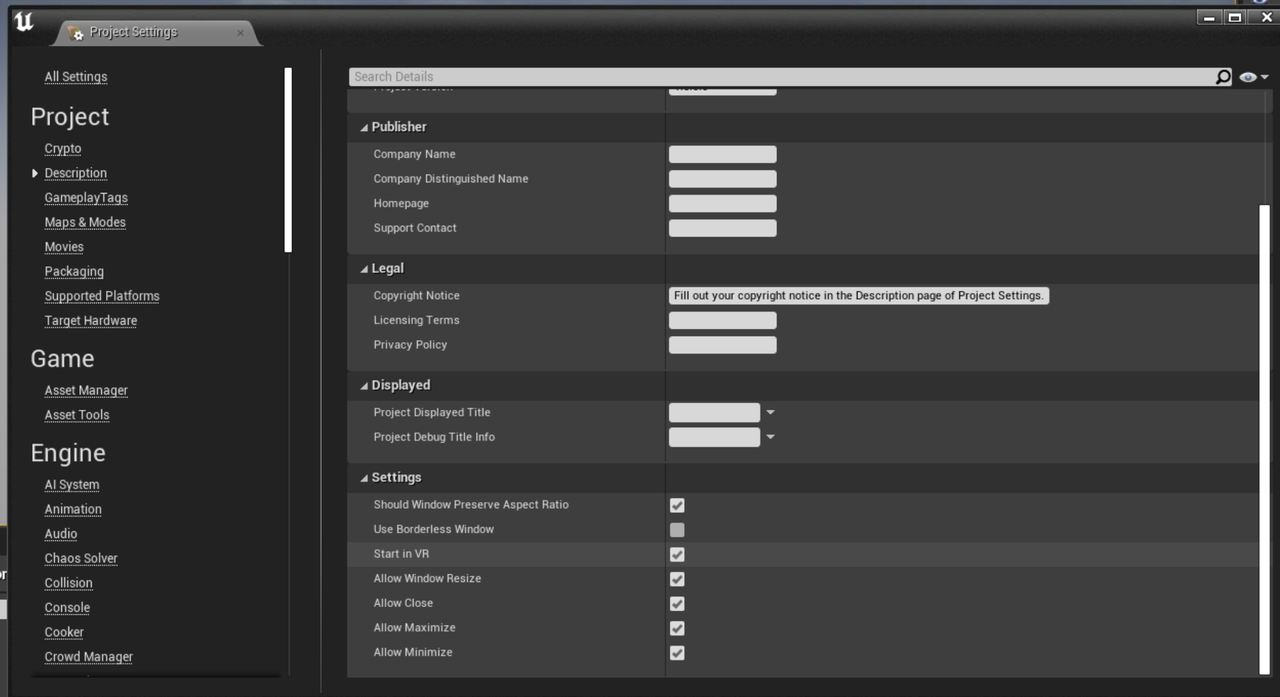 Project Settings
All Settings
Project
Crypto
Description
GameplayTags
Maps & Modes
Movies
Packaging
Supported Platforms
Target Hardware
Game
Asset Manager
Asset Tools
Engine
AI System
Animation
Audio
Chaos Solver
Collision
Console
Cooker
Crowd Manager
Search Details
Publisher
Company Name
Company Distinguished Name
Homepage
Support Contact
Legal
Copyright Notice Fill out your copyright notice in the Description page of Project Settings.
Licensing Terms
Privacy Policy
Displayed
Project Displayed Title
Project Debug Title Info
Settings
Should Window Preserve Aspect Ratio
Use Borderless Window
Start in VR
Allow Window Resize
Allow Close
Allow Maximize
Allow Minimize